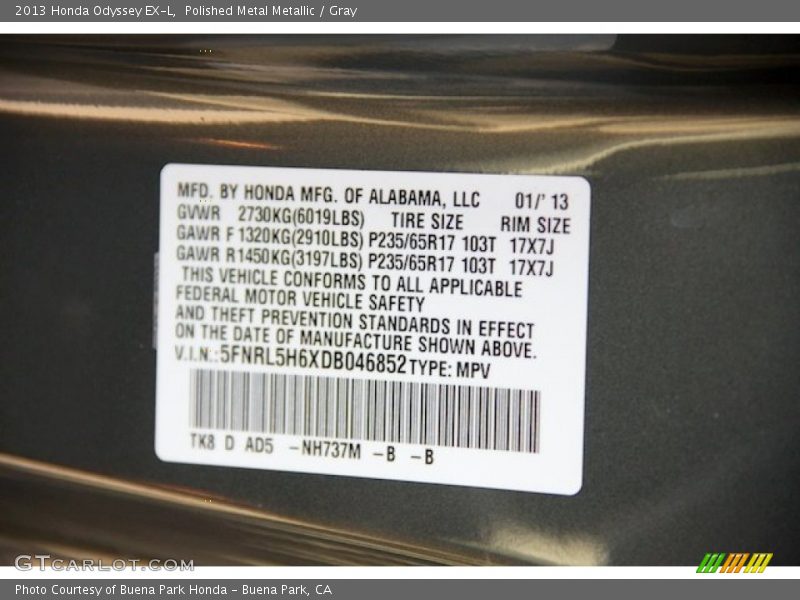 2013 Honda Odyssey EX-L, Polished Metal Metallic / Gray
MFD. BY HONDA MFG. OF ALABAMA, LLC 01/' 13
GVWR 2730KG(6019LBS) TIRE SIZE RIM SIZE
GAWR F 1320KG(2910LBS) P235/65R17 103T 17X7J
GAWR R1450KG(3197LBS) P235/65R17 103T 17X7J
THIS VEHICLE CONFORMS TO ALL APPLICABLE
FEDERAL MOTOR VEHICLE SAFETY
AND THEFT PREVENTION STANDARDS IN EFFECT
ON THE DATE OF MANUFACTURE SHOWN ABOVE.
V.I.N.:5FNRL5H6XDB046852 TYPE: MPV
TK8 D AD5 -NH737M -B -B
GTCARLOT.COM
Photo Courtesy of Buena Park Honda - Buena Park, CA